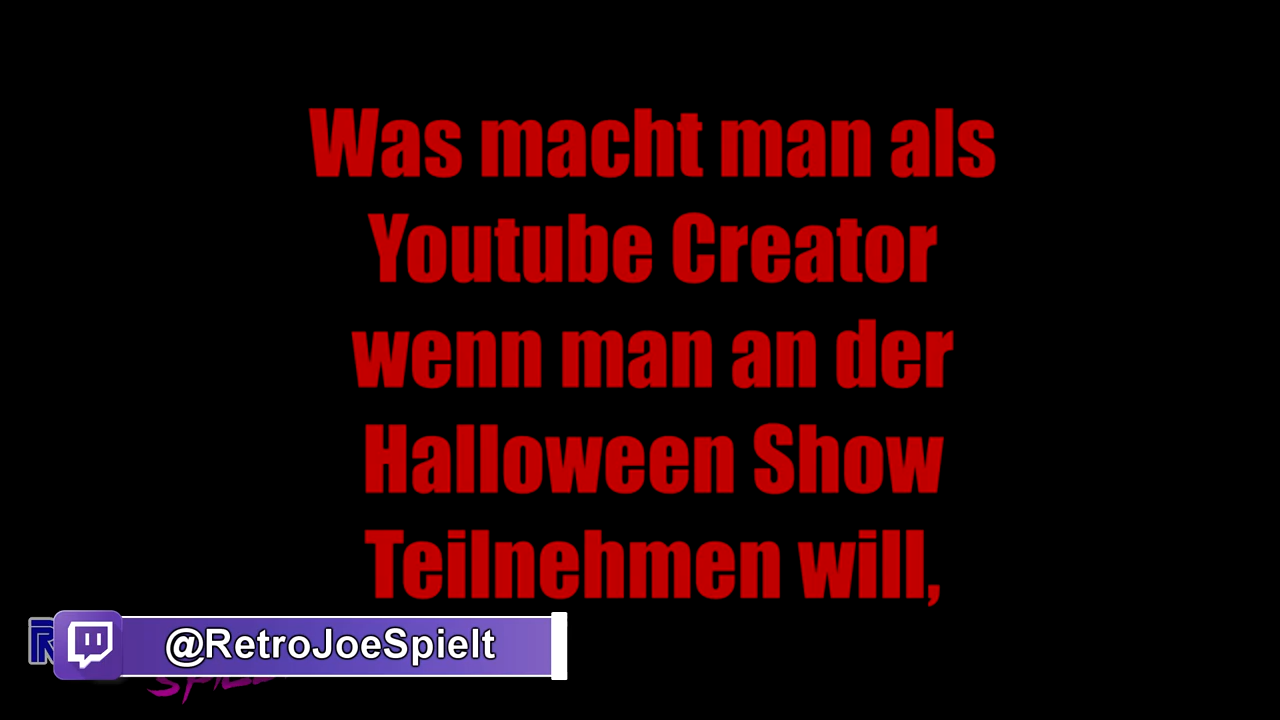 Was macht man als
Youtube Creator
wenn man an der
Halloween Show
Teilnehmen will,
@RetroJoeSpielt